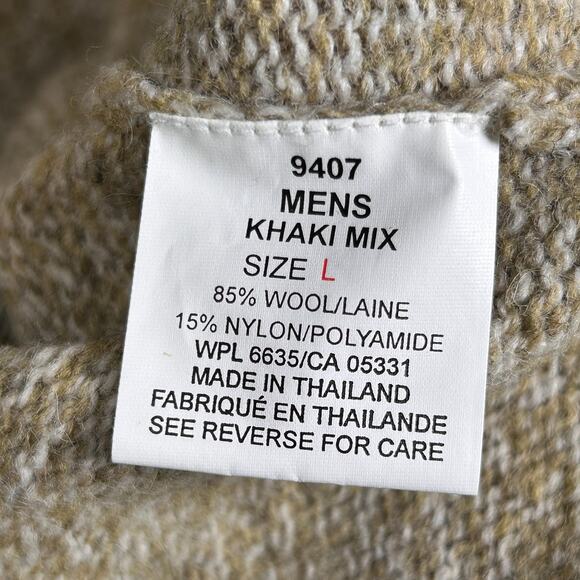 9407
MENS
KHAKI MIX
SIZE L
85% WOOL/LAINE
15% NYLON/POLYAMIDE
WPL 6635/CA 05331
MADE IN THAILAND
FABRIQUÉ EN THAILANDE
SEE REVERSE FOR CARE